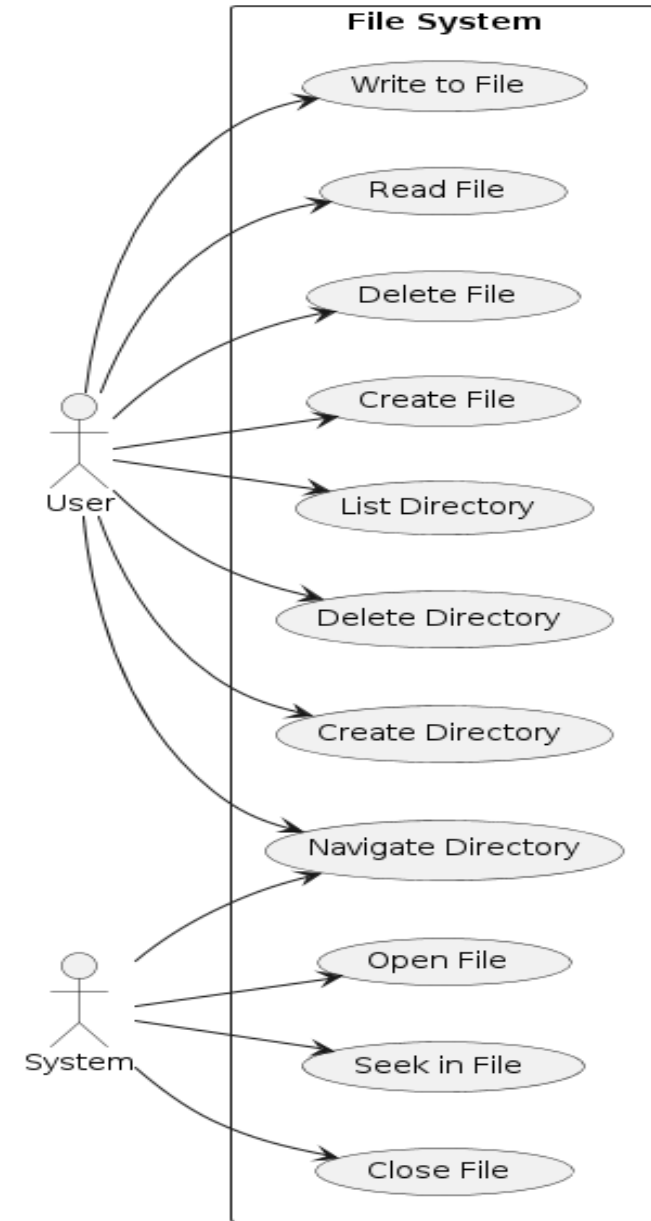 File System
Write to File
Read File
Delete File
Create File
User
List Directory
Delete Directory
Create Directory
Navigate Directory
Open File
System
Seek in File
Close File